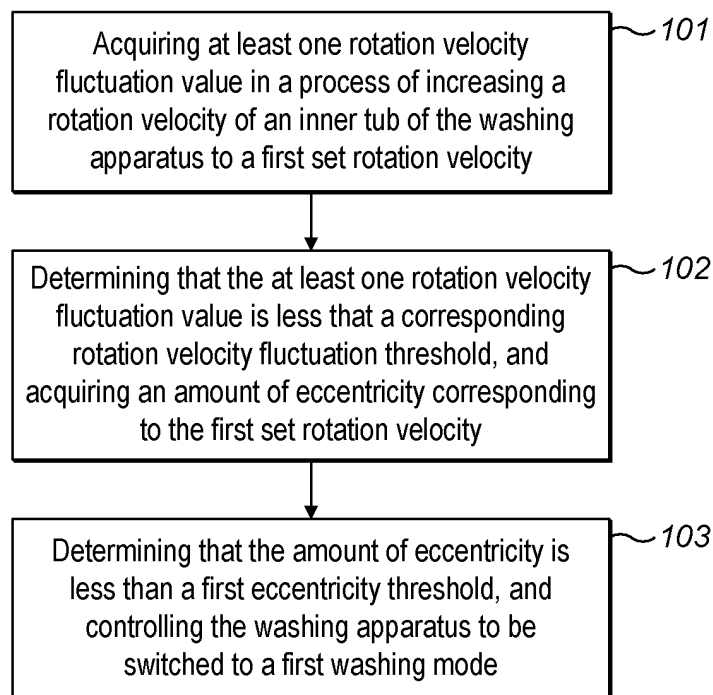 Acquiring at least one rotation velocity
fluctuation value in a process of increasing a
rotation velocity of an inner tub of the washing
apparatus to a first set rotation velocity
101
Determining that the at least one rotation velocity
fluctuation value is less that a corresponding
rotation velocity fluctuation threshold, and
acquiring an amount of eccentricity corresponding
to the first set rotation velocity
102
Determining that the amount of eccentricity is
less than a first eccentricity threshold, and
controlling the washing apparatus to be
switched to a first washing mode
103